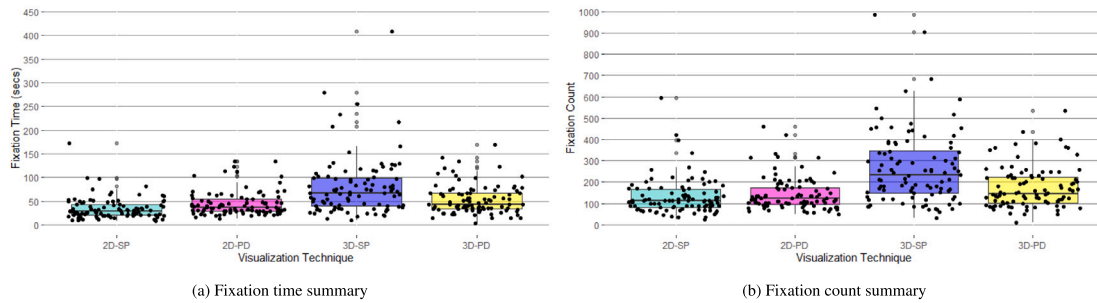 450
400
350
300
250
200
150
100
50
0
Fixation Time (secs)
2D-SP 2D-PD 3D-SP 3D-PD
Visualization Technique
(a) Fixation time summary
1000
900
800
700
600
500
400
300
200
100
0
Fixation Count
2D-SP 2D-PD 3D-SP 3D-PD
Visualization Technique
(b) Fixation count summary